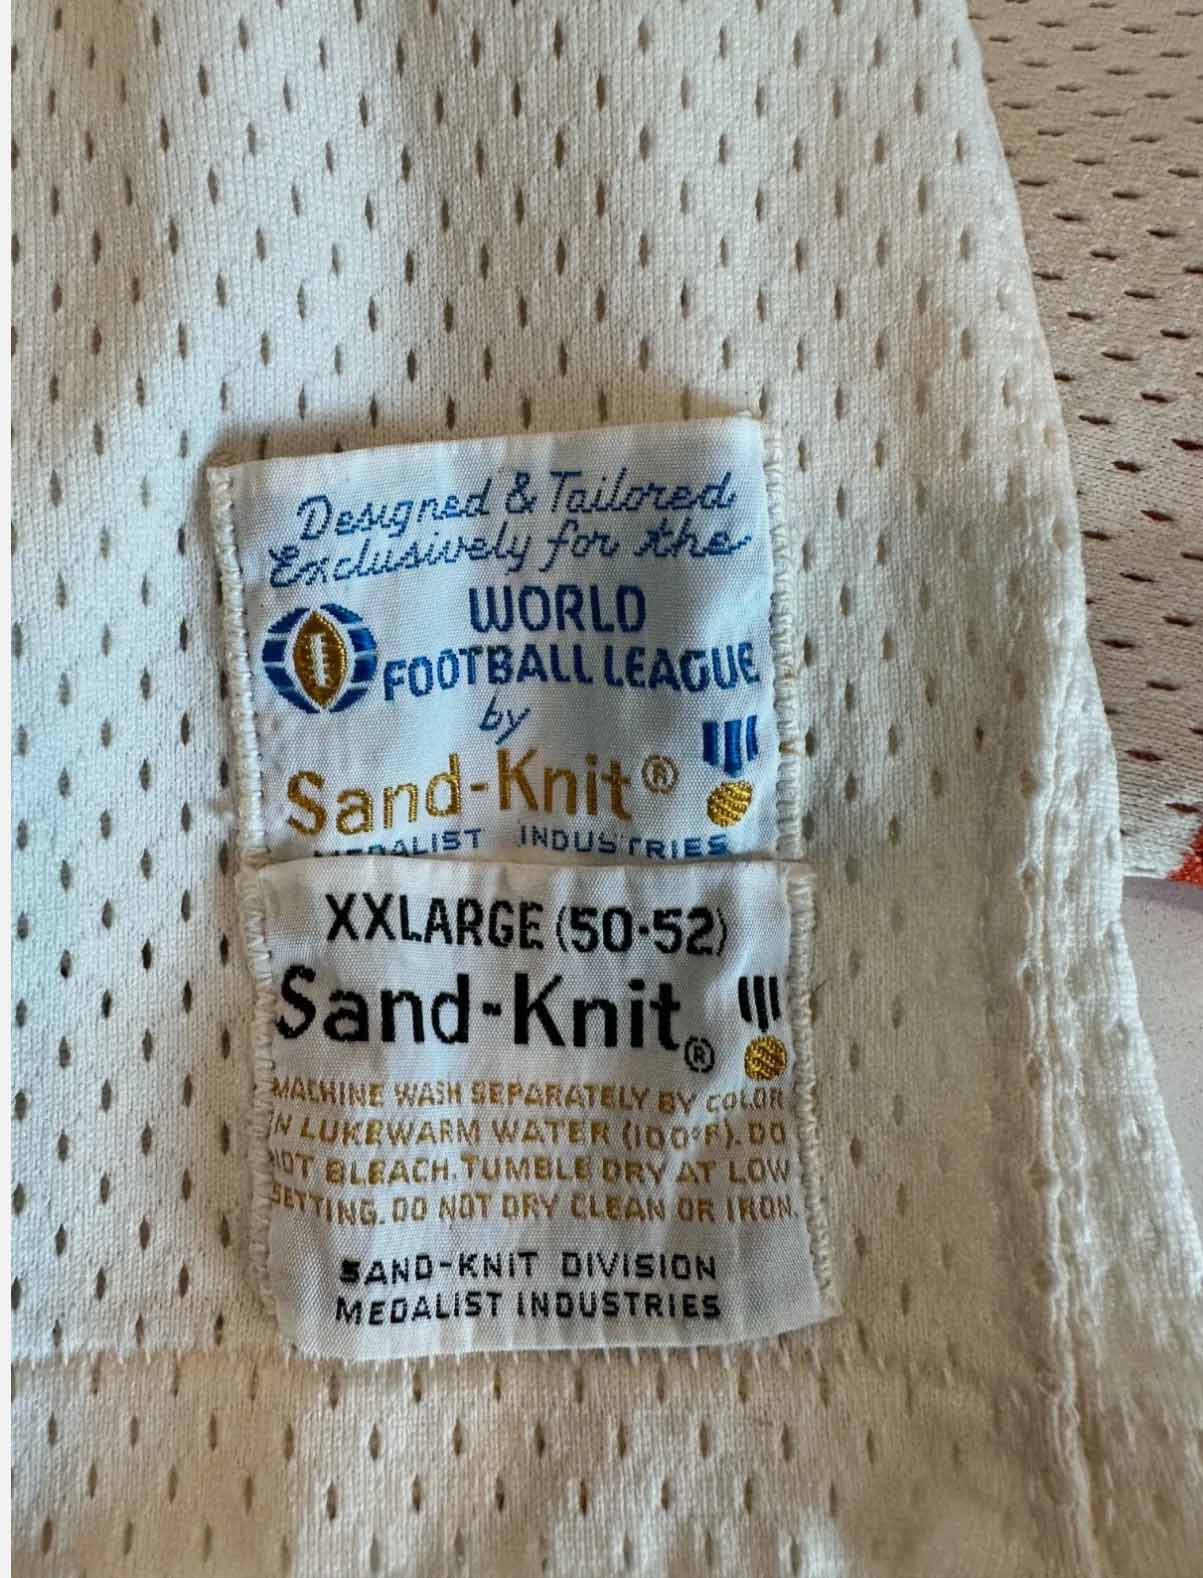 Designed & Tailored
Exclusively for the
WORLD
FOOTBALL LEAGUE
by
Sand-Knit®
MEDALIST INDUSTRIES
XXLARGE (50-52)
Sand-Knit®
MACHINE WASH SEPARATELY BY COLOR
IN LUKEWARM WATER (100°F). DO
NOT BLEACH. TUMBLE DRY AT LOW
SETTING. DO NOT DRY CLEAN OR IRON.
SAND-KNIT DIVISION
MEDALIST INDUSTRIES